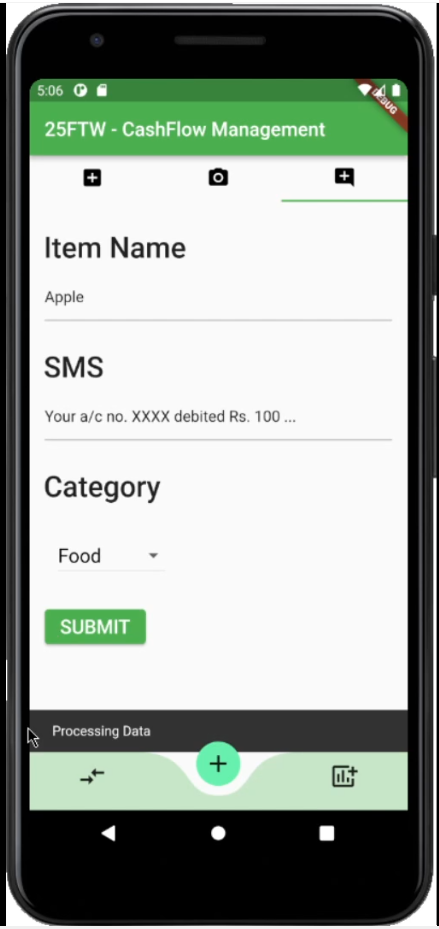 5:06
DEBUG
25FTW - CashFlow Management
Item Name
Apple
SMS
Your a/c no. XXXX debited Rs. 100 ...
Category
Food
SUBMIT
Processing Data